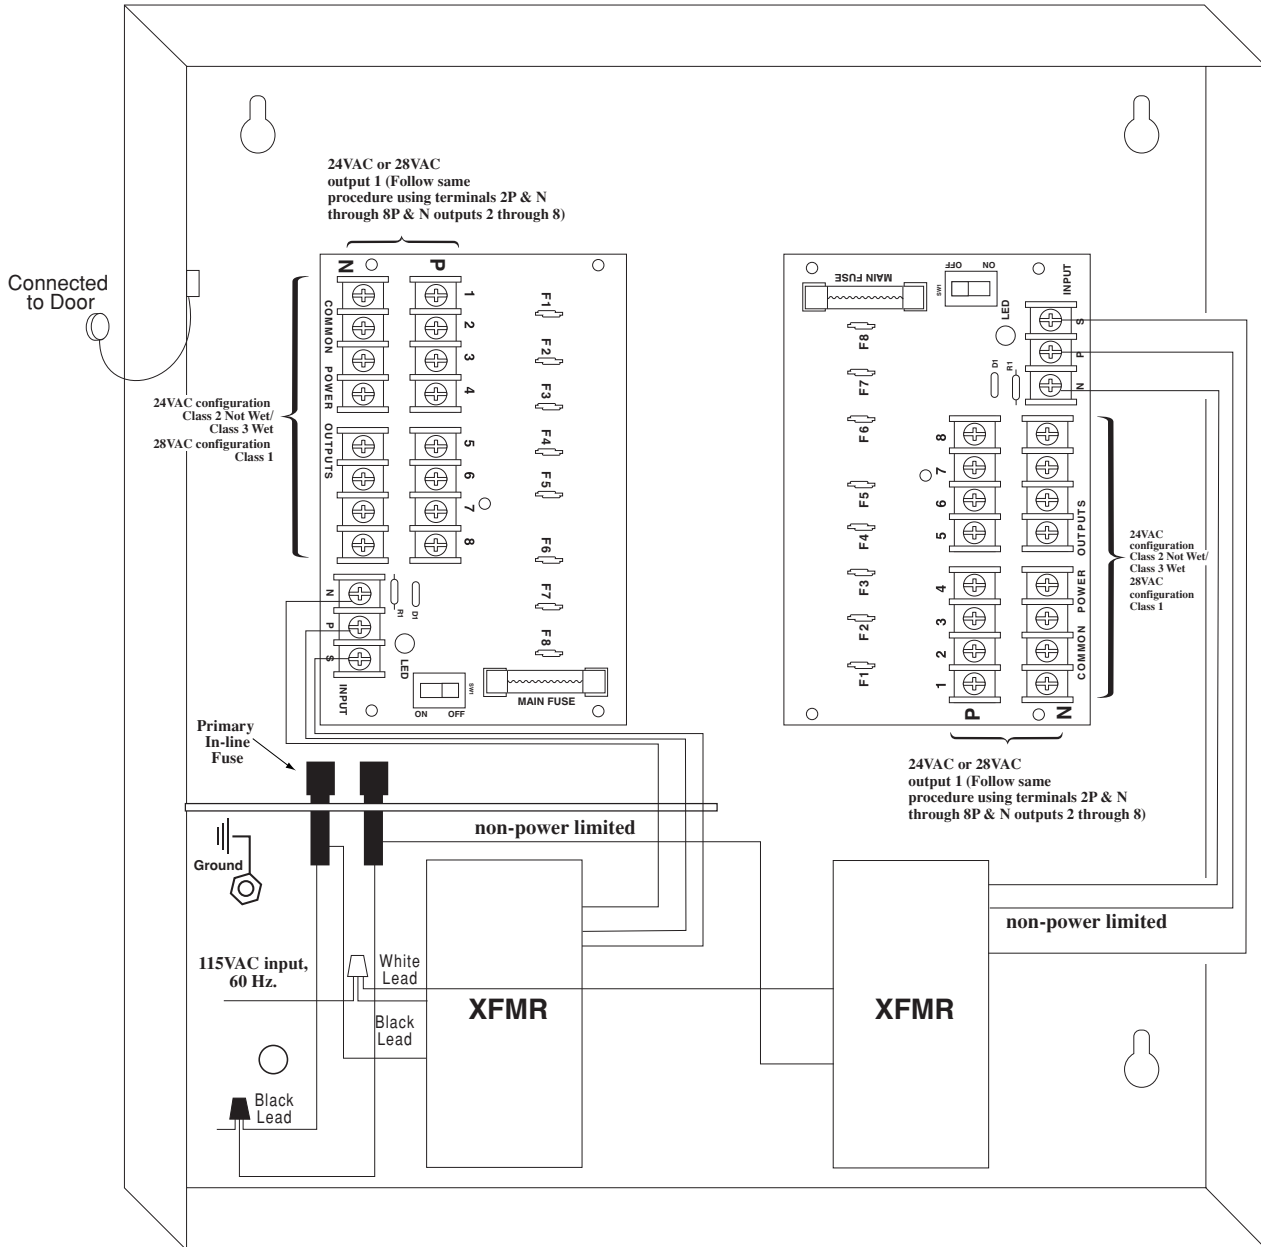 24VAC or 28VAC
output 1 (Follow same
procedure using terminals 2P & N
through 8P & N outputs 2 through 8)
Connected
to Door
N
P
COMMON POWER OUTPUTS
1
2
3
4
5
6
7
8
F1
F2
F3
F4
F5
F6
F7
F8
24VAC configuration
Class 2 Not Wet/
Class 3 Wet
28VAC configuration
Class 1
N
P
S
INPUT
R1
D1
LED
SW1
ON OFF
MAIN FUSE
MAIN FUSE
OFF ON
SW1
LED
INPUT
S
P
N
D1
R1
F8
F7
F6
F5
F4
F3
F2
F1
8
7
6
5
4
3
2
1
COMMON POWER OUTPUTS
P
N
24VAC
configuration
Class 2 Not Wet/
Class 3 Wet
28VAC
configuration
Class 1
24VAC or 28VAC
output 1 (Follow same
procedure using terminals 2P & N
through 8P & N outputs 2 through 8)
Primary
In-line
Fuse
non-power limited
Ground
non-power limited
115VAC input,
60 Hz.
White
Lead
Black
Lead
XFMR
XFMR
Black
Lead